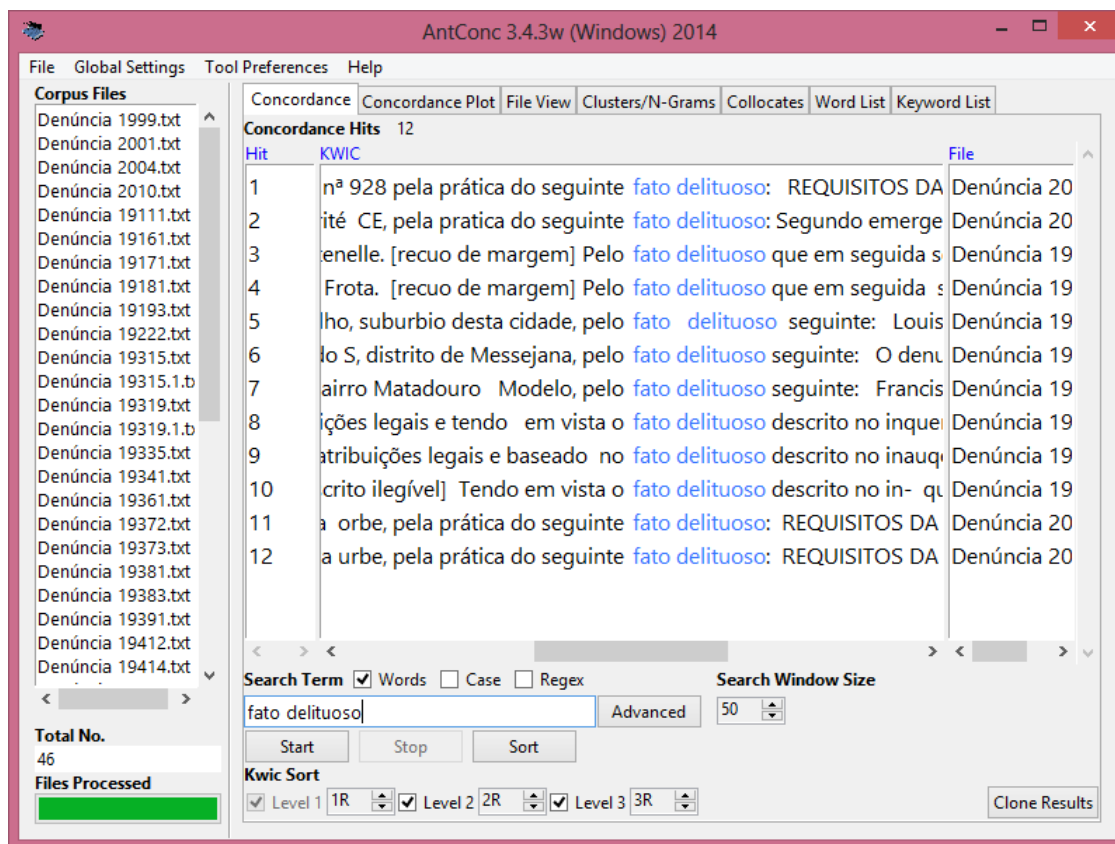 AntConc 3.4.3w (Windows) 2014
File Global Settings Tool Preferences Help
Corpus Files
Denúncia 1999.txt
Denúncia 2001.txt
Denúncia 2004.txt
Denúncia 2010.txt
Denúncia 19111.txt
Denúncia 19161.txt
Denúncia 19171.txt
Denúncia 19181.txt
Denúncia 19193.txt
Denúncia 19222.txt
Denúncia 19315.txt
Denúncia 19315.1.t
Denúncia 19319.txt
Denúncia 19319.1.t
Denúncia 19335.txt
Denúncia 19341.txt
Denúncia 19361.txt
Denúncia 19372.txt
Denúncia 19373.txt
Denúncia 19381.txt
Denúncia 19383.txt
Denúncia 19391.txt
Denúncia 19412.txt
Denúncia 19414.txt
Total No.
46
Files Processed
Concordance Concordance Plot File View Clusters/N-Grams Collocates Word List Keyword List
Concordance Hits 12
Hit KWIC File
1 nª 928 pela prática do seguinte fato delituoso: REQUISITOS DA Denúncia 20
2 rité CE, pela pratica do seguinte fato delituoso: Segundo emerge Denúncia 20
3 enelle. [recuo de margem] Pelo fato delituoso que em seguida s Denúncia 19
4 Frota. [recuo de margem] Pelo fato delituoso que em seguida s Denúncia 19
5 lho, suburbio desta cidade, pelo fato delituoso seguinte: Louis Denúncia 19
6 do S, distrito de Messejana, pelo fato delituoso seguinte: O denu Denúncia 19
7 airro Matadouro Modelo, pelo fato delituoso seguinte: Francis Denúncia 19
8 ições legais e tendo em vista o fato delituoso descrito no inque Denúncia 19
9 atribuições legais e baseado no fato delituoso descrito no Denúncia 19
10 crito ilegível] Tendo em vista o fato delituoso descrito no in- qu Denúncia 19
11 a orbe, pela prática do seguinte fato delituoso: REQUISITOS DA Denúncia 20
12 a urbe, pela prática do seguinte fato delituoso: REQUISITOS DA Denúncia 20
Search Term Words Case Regex Search Window Size
fato delituoso Advanced 50
Start Stop Sort
Kwic Sort
Level 1 1R Level 2 2R Level 3 3R Clone Results